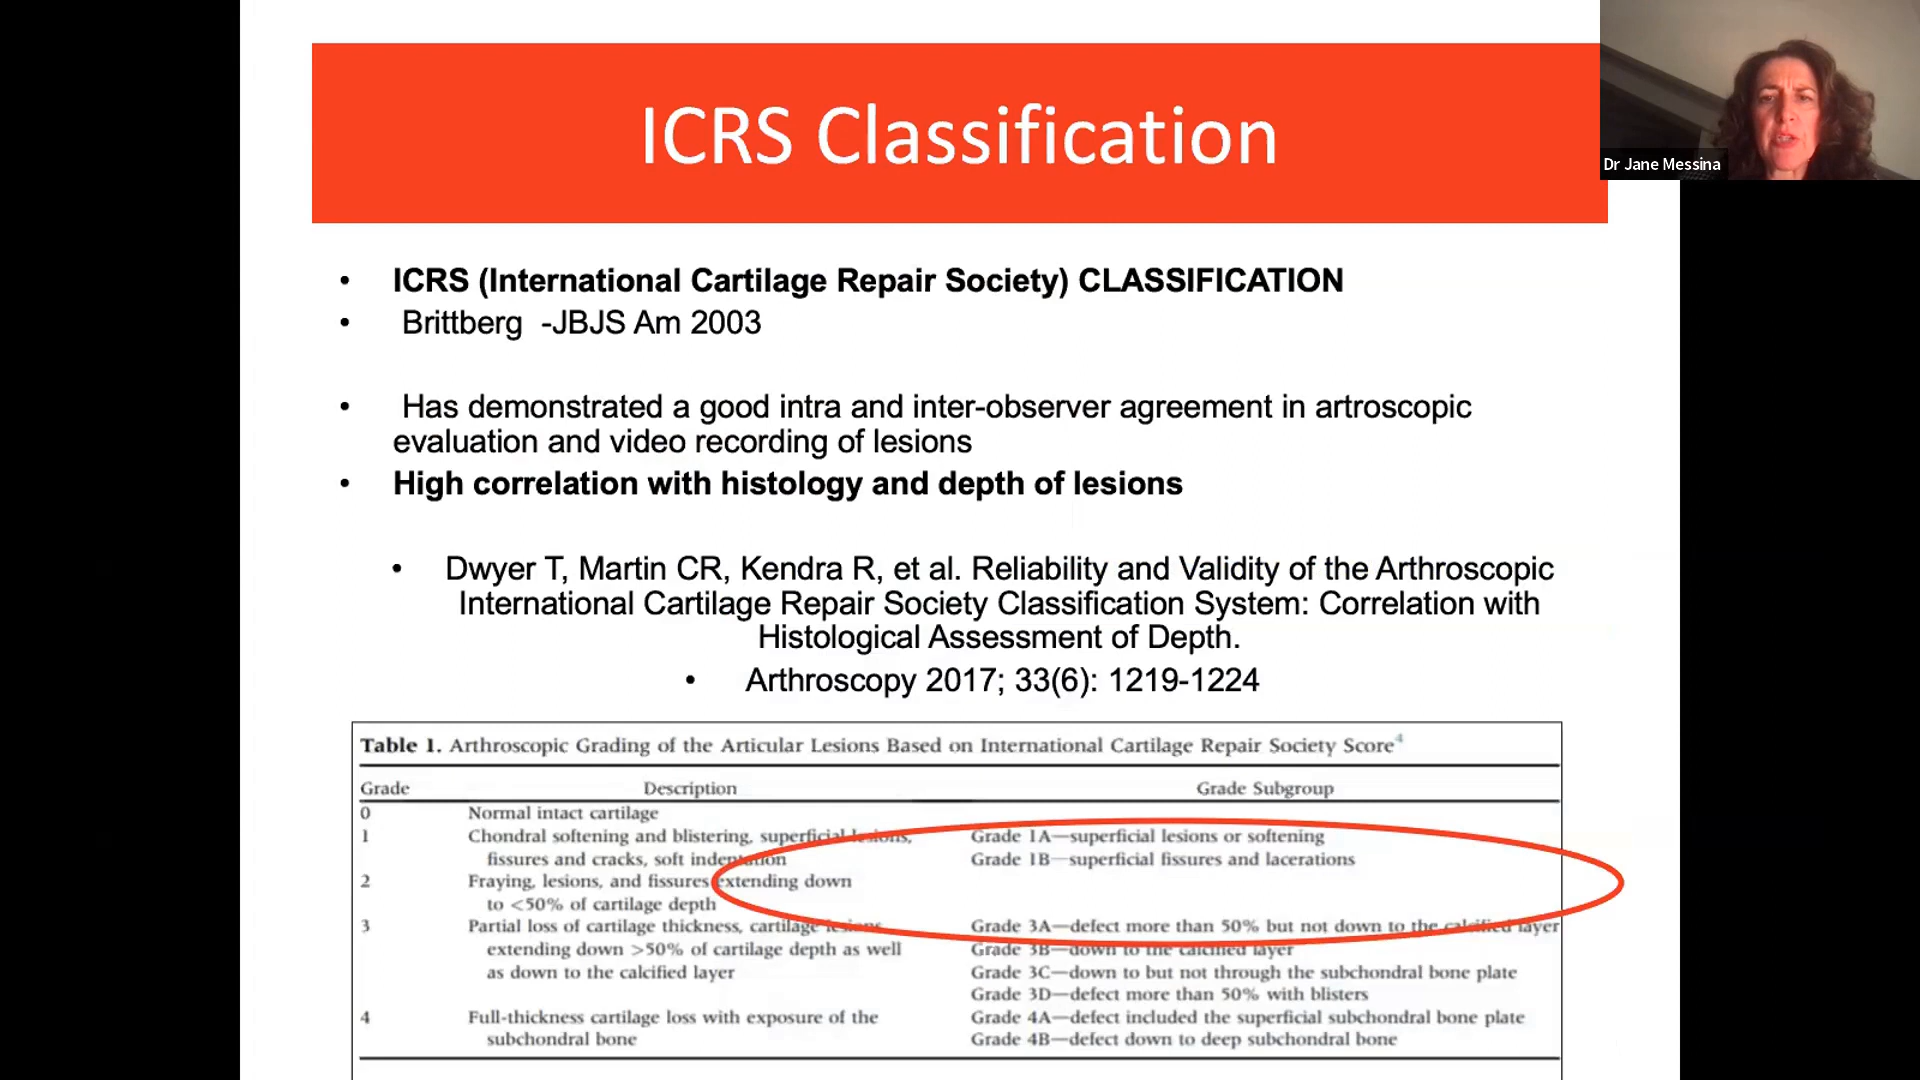 ICRS Classification
Dr Jane Messina
• ICRS (International Cartilage Repair Society) CLASSIFICATION
• Brittberg -JBJS Am 2003
• Has demonstrated a good intra and inter-observer agreement in artroscopic
evaluation and video recording of lesions
• High correlation with histology and depth of lesions
• Dwyer T, Martin CR, Kendra R, et al. Reliability and Validity of the Arthroscopic
International Cartilage Repair Society Classification System: Correlation with
Histological Assessment of Depth.
• Arthroscopy 2017; 33(6): 1219-1224
Table 1. Arthroscopic Grading of the Articular Lesions Based on International Cartilage Repair Society Score4
Grade Description Grade Subgroup
0 Normal intact cartilage
1 Chondral softening and blistering, superficial lesions, Grade 1A—superficial lesions or softening
fissures and cracks, soft indentation Grade 1B—superficial fissures and lacerations
2 Fraying, lesions, and fissures extending down
to <50% of cartilage depth
3 Partial loss of cartilage thickness, cartilage lesions Grade 3A—defect more than 50% but not down to the calcified layer
extending down >50% of cartilage depth as well Grade 3B—down to the calcified layer
as down to the calcified layer Grade 3C—down to but not through the subchondral bone plate
Grade 3D—defect more than 50% with blisters
4 Full-thickness cartilage loss with exposure of the Grade 4A—defect included the superficial subchondral bone plate
subchondral bone Grade 4B—defect down to deep subchondral bone